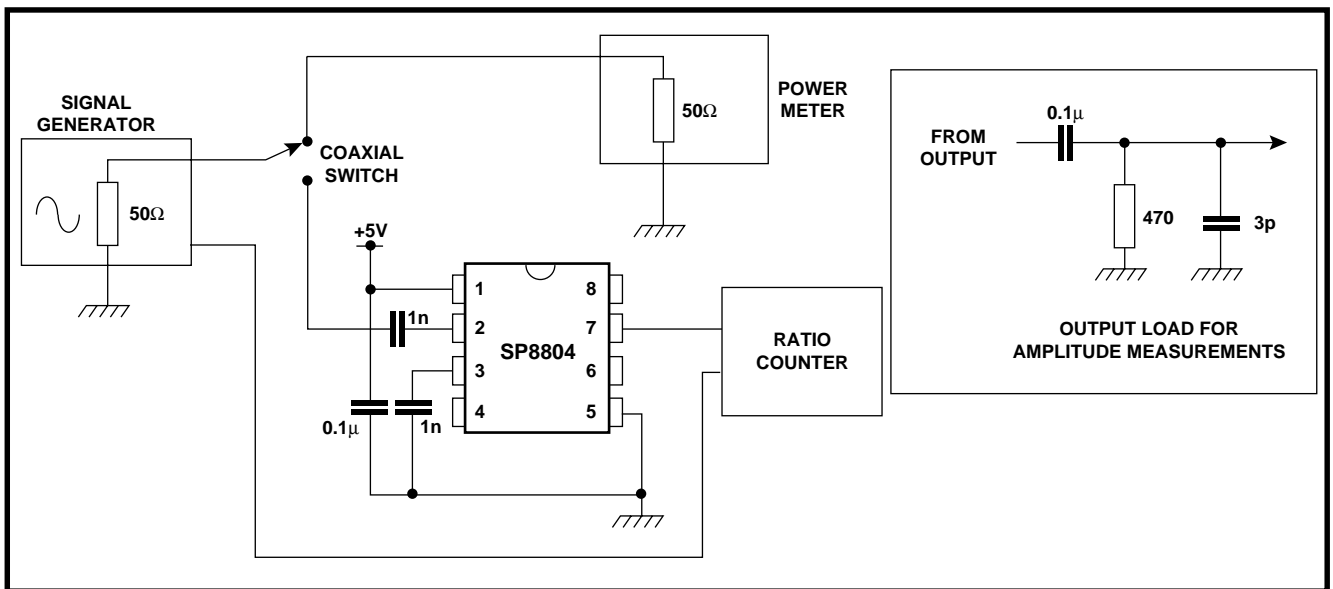 SIGNAL
GENERATOR
50Ω
COAXIAL
SWITCH
50Ω
POWER
METER
+5V
1n
0.1µ
1n
1
2
3
4
8
7
6
5
SP8804
RATIO
COUNTER
FROM
OUTPUT
0.1µ
470
3p
OUTPUT LOAD FOR
AMPLITUDE MEASUREMENTS